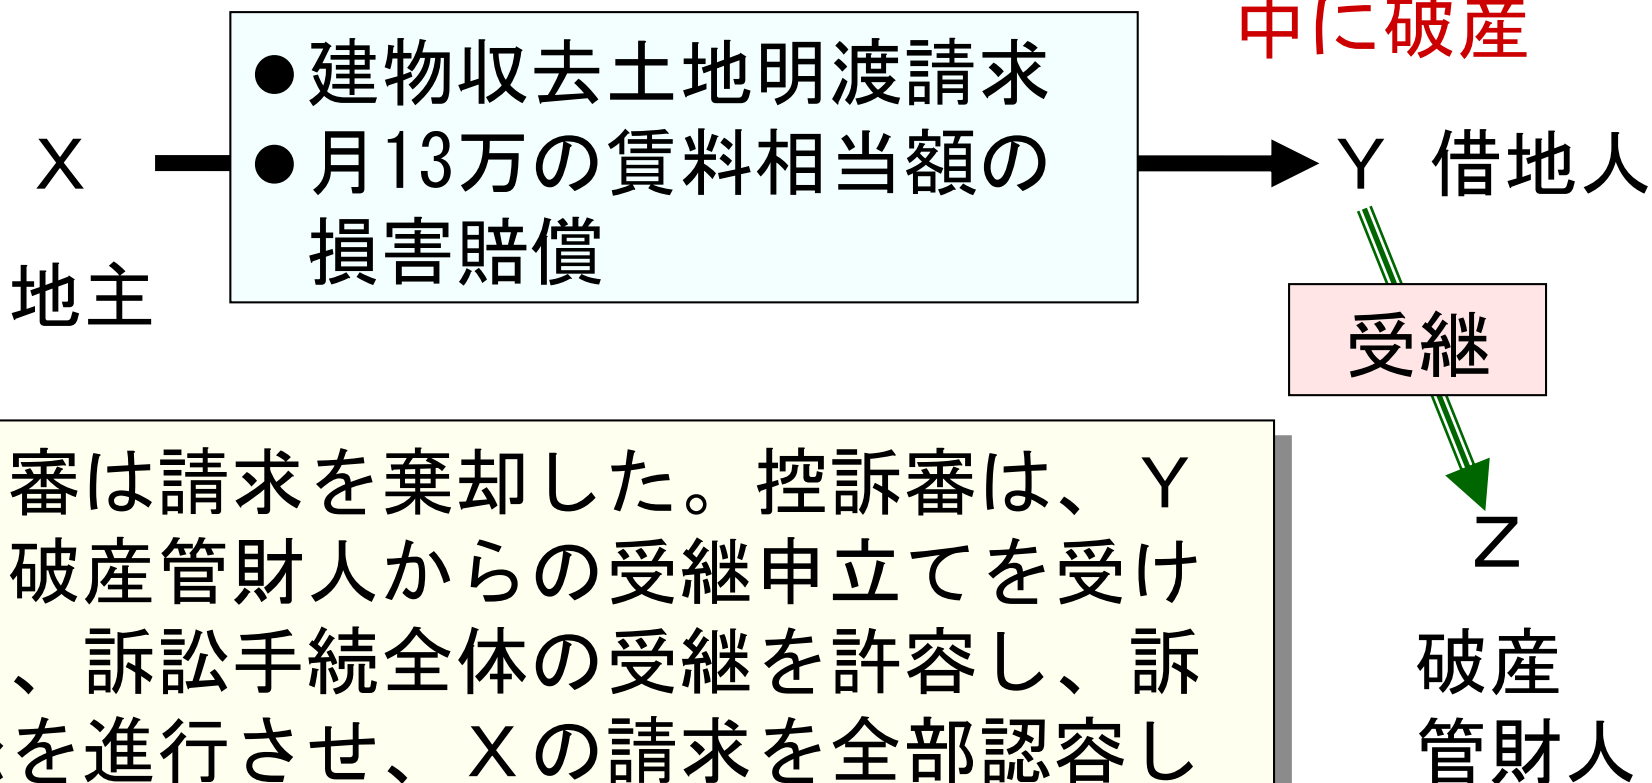 中に破産
●建物収去土地明渡請求
●月13万の賃料相当額の
損害賠償
X
地主
Y 借地人
受継
審は請求を棄却した。控訴審は、Y
破産管財人からの受継申立てを受け
、訴訟手続全体の受継を許容し、訴
を進行させ、Xの請求を全部認容し
Z
破産
管財人